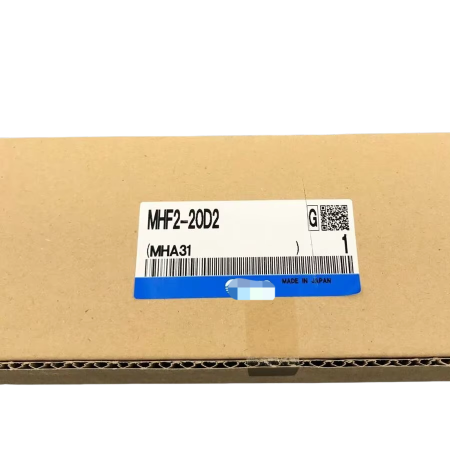 MHF2-20D2 G
(MHA31 ) 1
MADE IN JAPAN